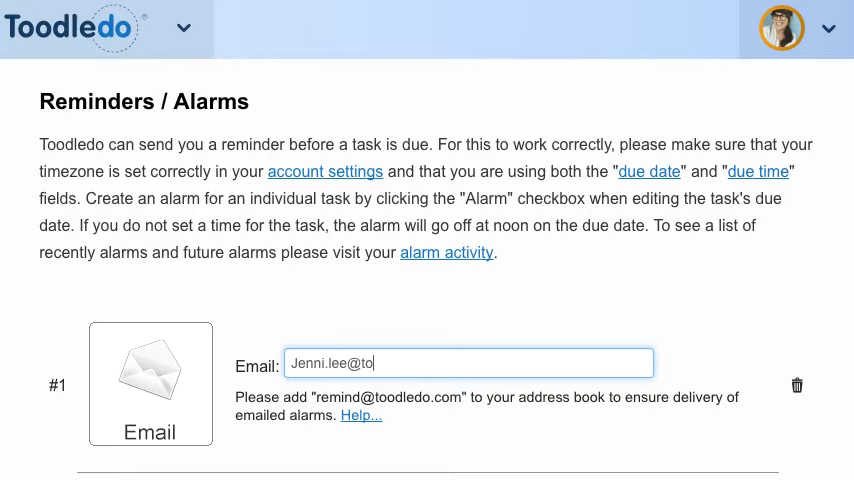 Toodledo®
Reminders / Alarms
Toodledo can send you a reminder before a task is due. For this to work correctly, please make sure that your
timezone is set correctly in your account settings and that you are using both the "due date" and "due time"
fields. Create an alarm for an individual task by clicking the "Alarm" checkbox when editing the task's due
date. If you do not set a time for the task, the alarm will go off at noon on the due date. To see a list of
recently alarms and future alarms please visit your alarm activity.
#1
Email
Email: Jenni.lee@to
Please add "remind@toodledo.com" to your address book to ensure delivery of
emailed alarms. Help...